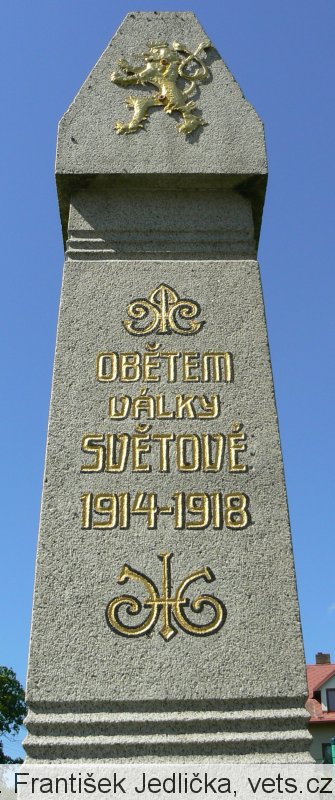 OBĚTEM
VÁLKY
SVĚTOVÉ
1914-1918
František Jedlička, vets.cz